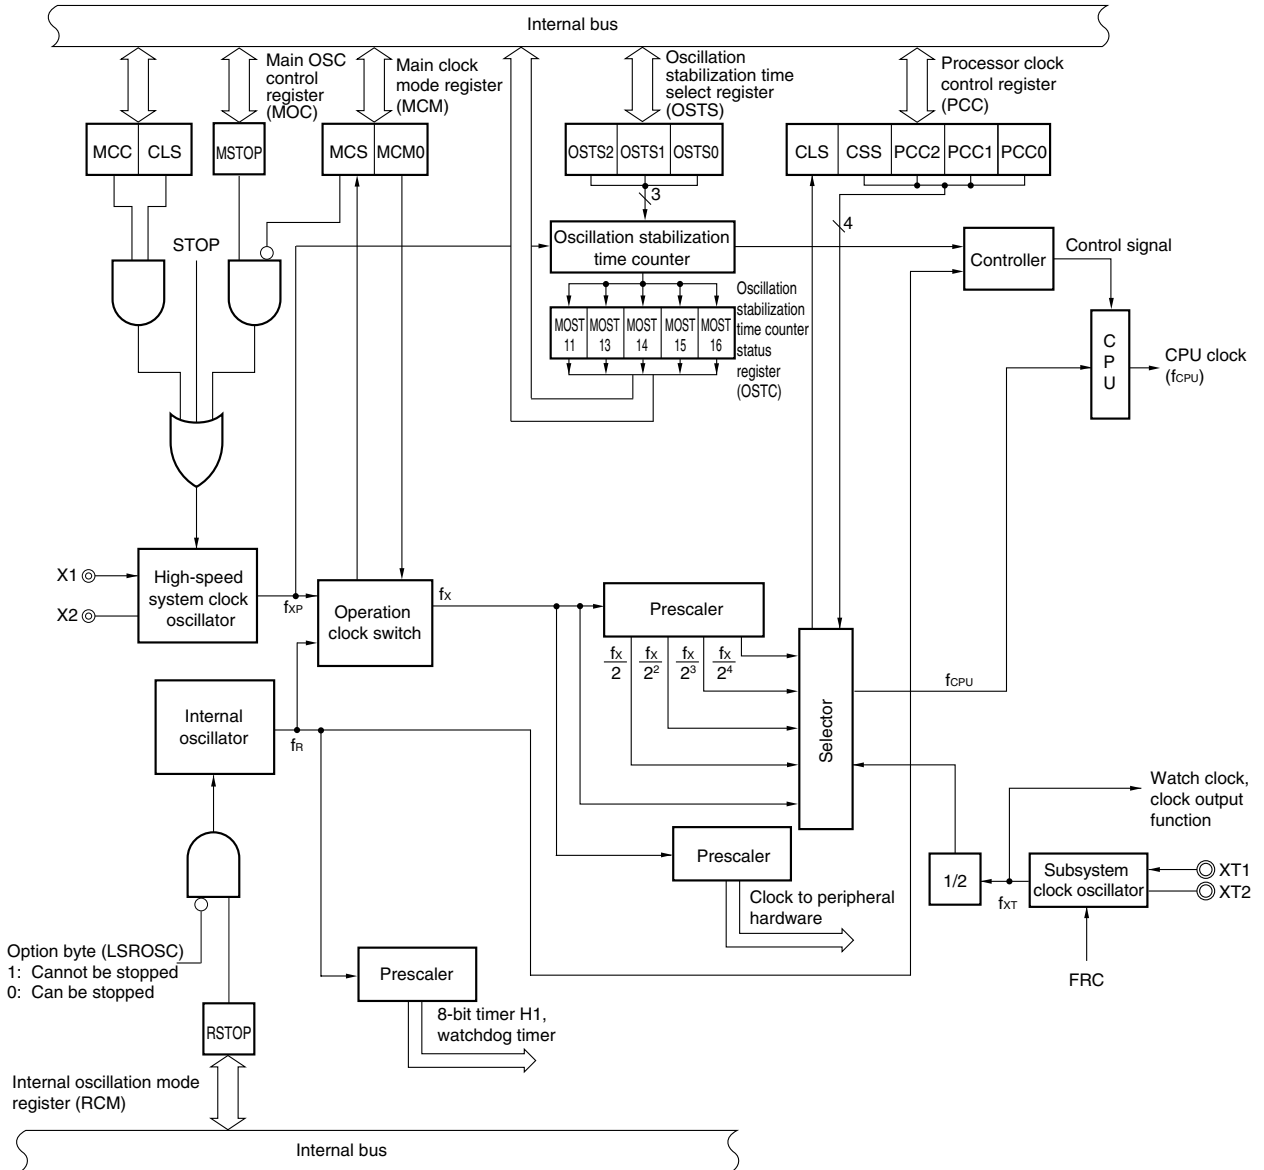 Internal bus
Main OSC
control
register
(MOC)
Main clock
mode register
(MCM)
Oscillation
stabilization time
select register
(OSTS)
Processor clock
control register
(PCC)
MCC CLS
MSTOP
MCS MCM0
OSTS2 OSTS1 OSTS0
CLS CSS PCC2 PCC1 PCC0
3
4
STOP
Oscillation stabilization
time counter
Controller
Control signal
Oscillation
stabilization
time counter
status
register
(OSTC)
MOST
11
MOST
13
MOST
14
MOST
15
MOST
16
CPU
CPU clock
(fCPU)
X1
X2
High-speed
system clock
oscillator
fXP
Operation
clock switch
fX
Prescaler
fX
2
fX
2²
fX
2³
fX
2⁴
Selector
fCPU
Internal
oscillator
fR
Watch clock,
clock output
function
Prescaler
1/2
fXT
Subsystem
clock oscillator
XT1
XT2
Clock to peripheral
hardware
FRC
Option byte (LSROSC)
1: Cannot be stopped
0: Can be stopped
Prescaler
8-bit timer H1,
watchdog timer
RSTOP
Internal oscillation mode
register (RCM)
Internal bus